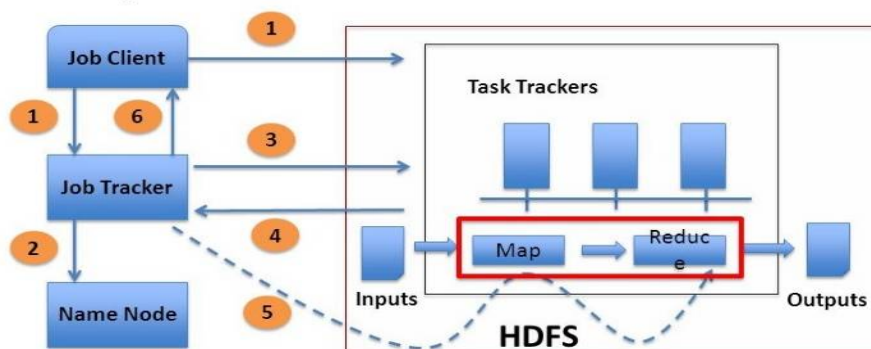 1
Job Client
1
6
Task Trackers
3
Job Tracker
4
2
Map
Reduc
e
Inputs
5
Outputs
Name Node
HDFS